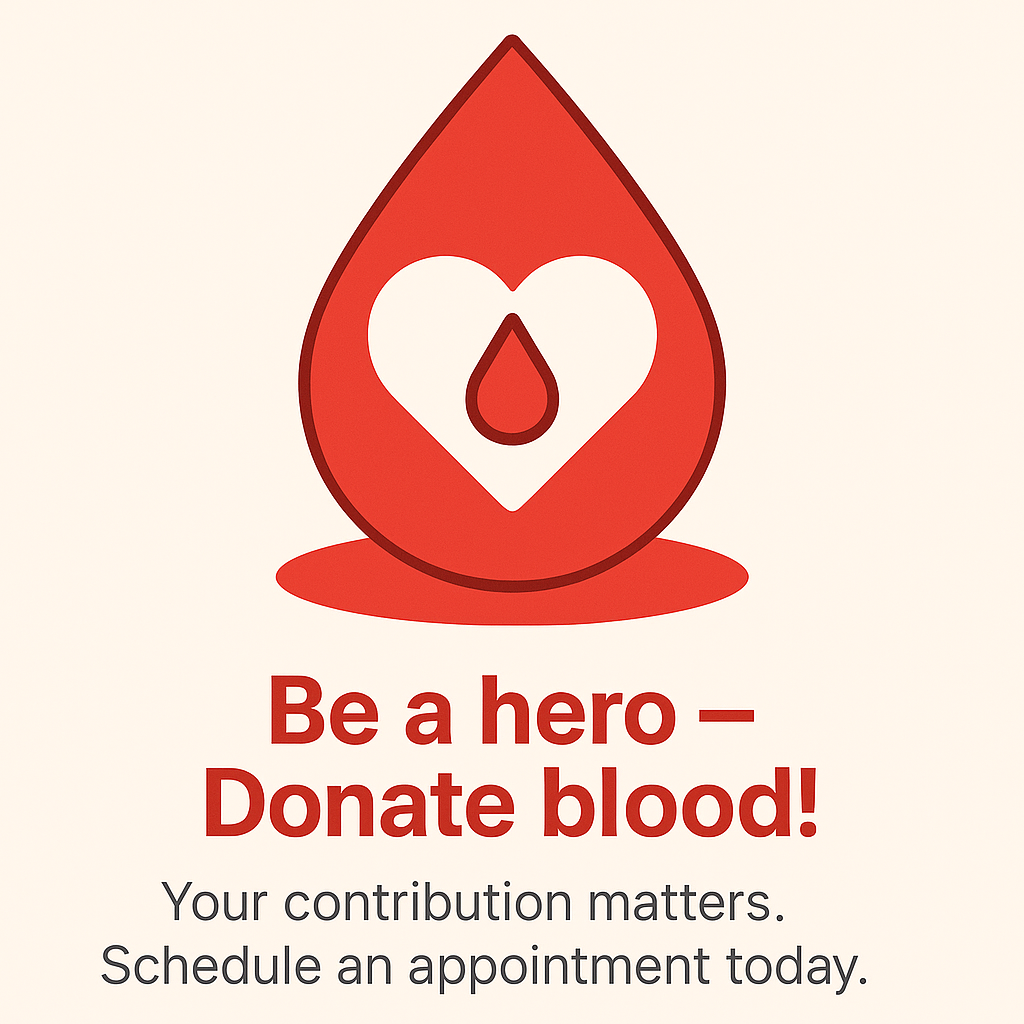 Be a hero –
Donate blood!
Your contribution matters.
Schedule an appointment today.